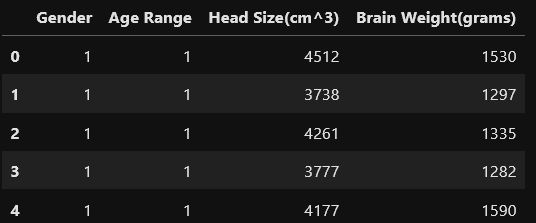 Gender Age Range Head Size(cm^3) Brain Weight(grams)
0 1 1 4512 1530
1 1 1 3738 1297
2 1 1 4261 1335
3 1 1 3777 1282
4 1 1 4177 1590